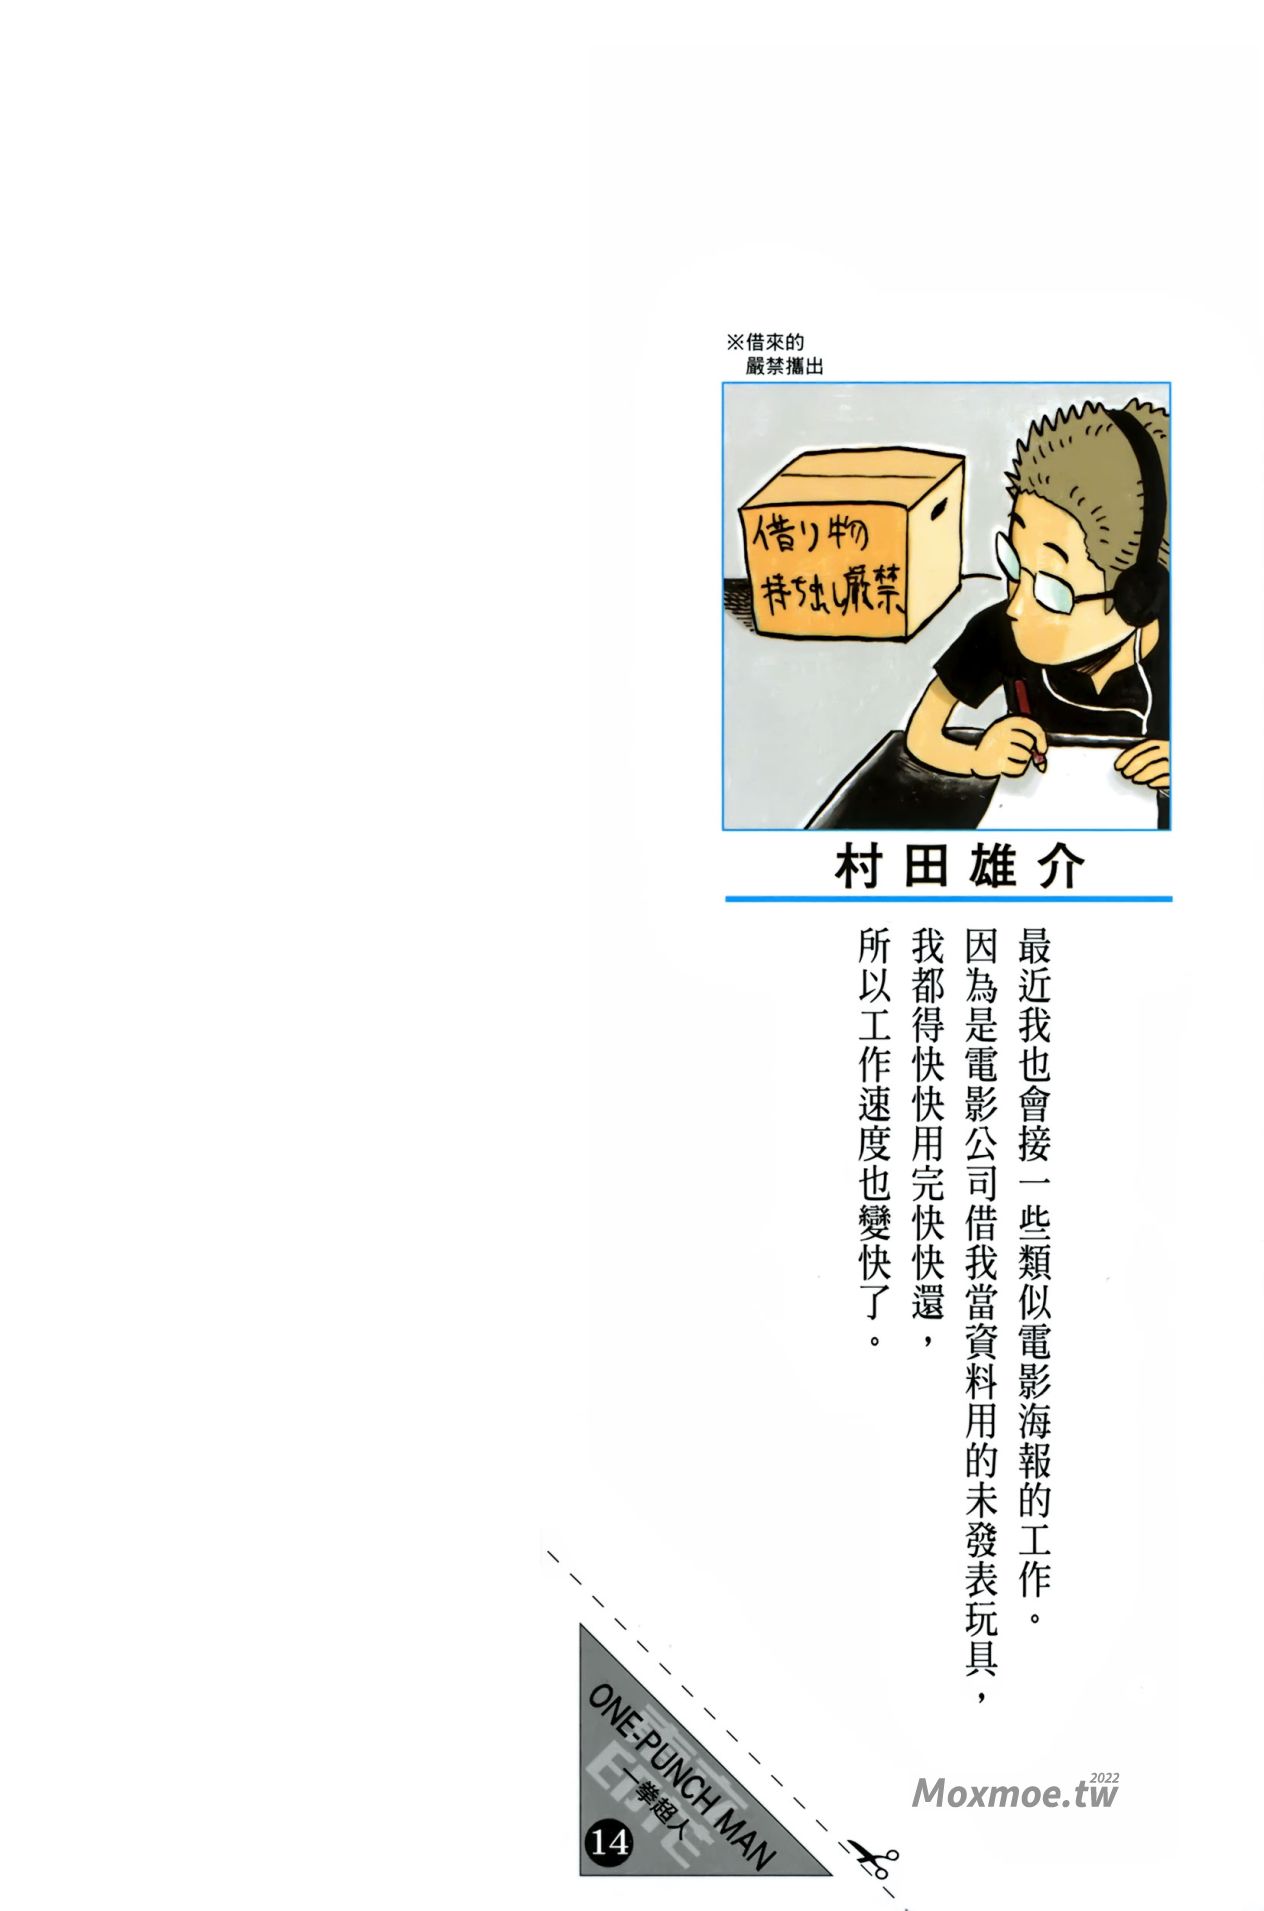 ※借來的
嚴禁攜出
借り物
持ち出し嚴禁
村田雄介
最近我也會接一些類似電影海報的工作。
因為是電影公司借我當資料用的未發表玩具，
我都得快快用完快快還，
所以工作速度也變快了。
ONE-PUNCH MAN
一拳超人
14
2022
Moxmoe.tw